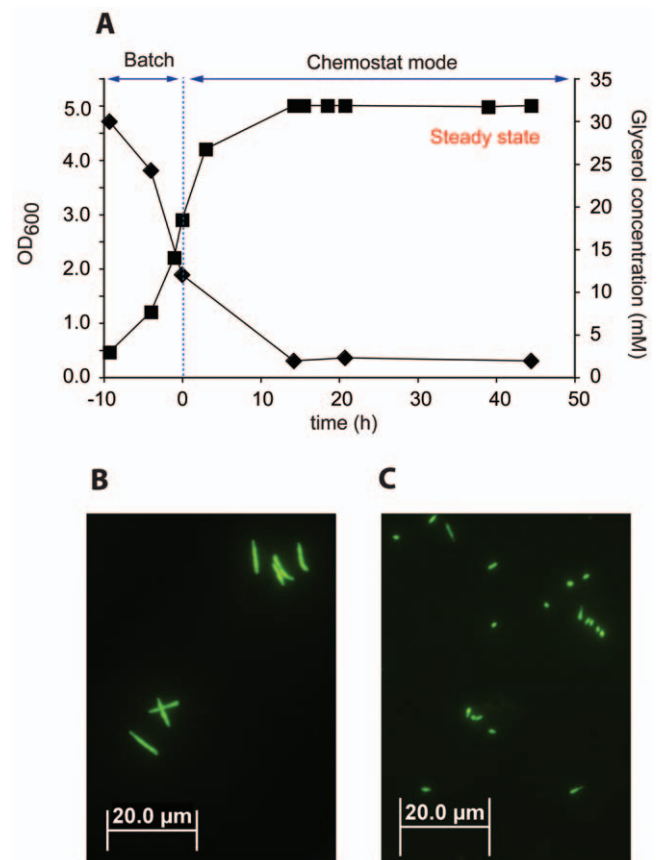 A
Batch
Chemostat mode
5.0
4.0
3.0
2.0
1.0
0.0
OD600
35
30
25
20
15
10
5
0
Glycerol concentration (mM)
Steady state
-10
0
10
20
30
40
50
time (h)
B
C
20.0 µm
20.0 µm